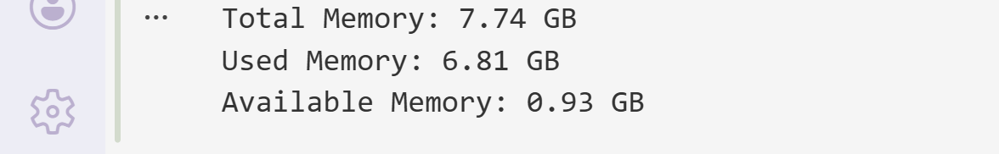 ... Total Memory: 7.74 GB
Used Memory: 6.81 GB
Available Memory: 0.93 GB